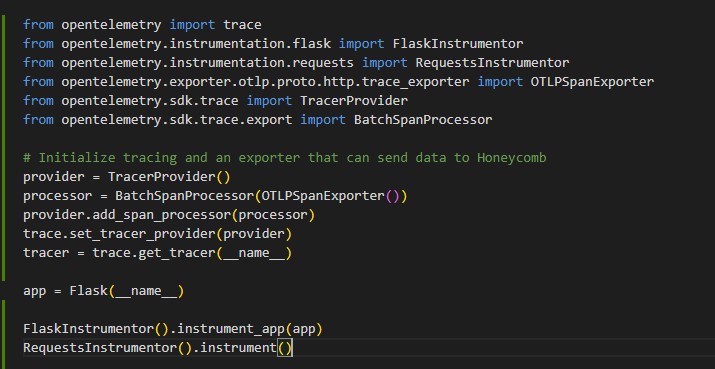 from opentelemetry import trace
from opentelemetry.instrumentation.flask import FlaskInstrumentor
from opentelemetry.instrumentation.requests import RequestsInstrumentor
from opentelemetry.exporter.otlp.proto.http.trace_exporter import OTLPSpanExporter
from opentelemetry.sdk.trace import TracerProvider
from opentelemetry.sdk.trace.export import BatchSpanProcessor
# Initialize tracing and an exporter that can send data to Honeycomb
provider = TracerProvider()
processor = BatchSpanProcessor(OTLPSpanExporter())
provider.add_span_processor(processor)
trace.set_tracer_provider(provider)
tracer = trace.get_tracer(__name__)
app = Flask(__name__)
FlaskInstrumentor().instrument_app(app)
RequestsInstrumentor().instrument()